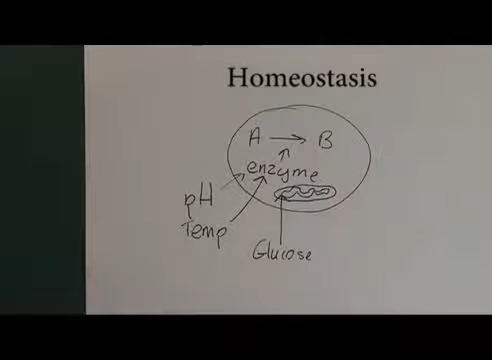 Homeostasis
A → B
enzyme
pH
Temp
Glucose